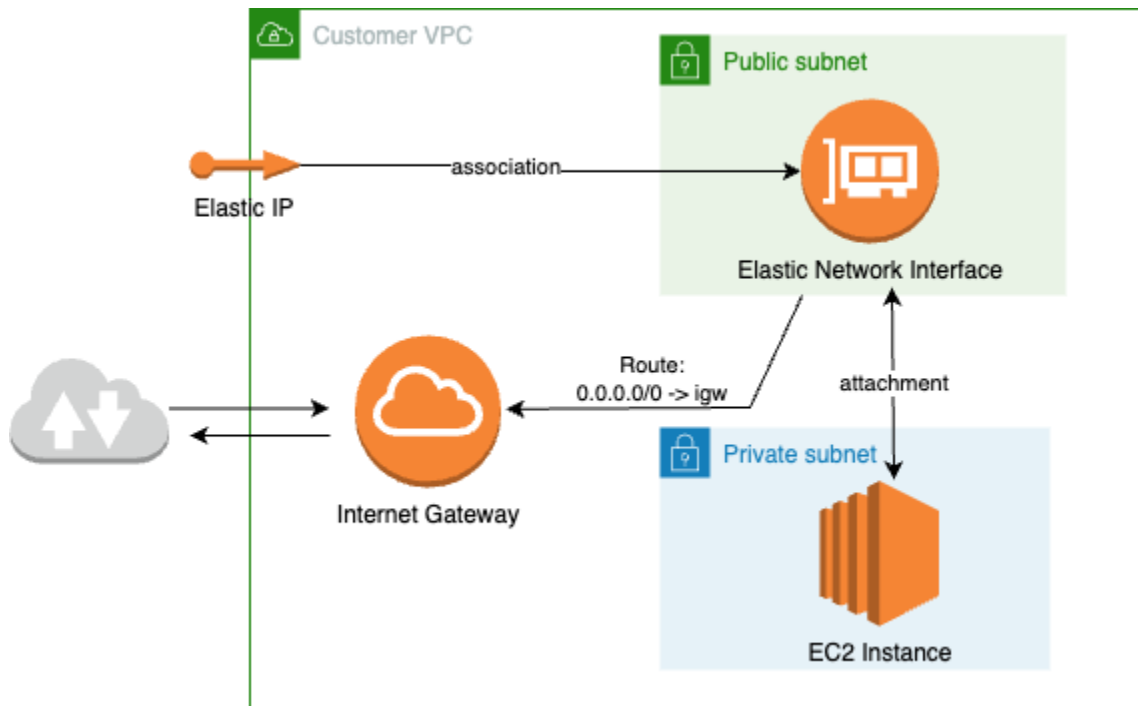 Customer VPC
Public subnet
association
Elastic IP
Elastic Network Interface
Route:
0.0.0.0/0 -> igw
attachment
Private subnet
Internet Gateway
EC2 Instance